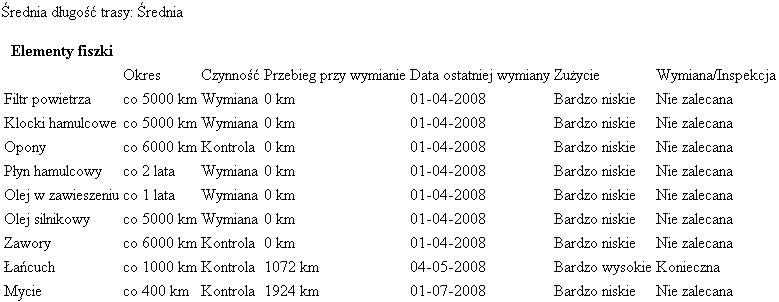 Średnia długość trasy: Średnia
Elementy fiszki
Okres Czynność Przebieg przy wymianie Data ostatniej wymiany Zużycie Wymiana/Inspekcja
Filtr powietrza co 5000 km Wymiana 0 km 01-04-2008 Bardzo niskie Nie zalecana
Klocki hamulcowe co 5000 km Wymiana 0 km 01-04-2008 Bardzo niskie Nie zalecana
Opony co 6000 km Kontrola 0 km 01-04-2008 Bardzo niskie Nie zalecana
Płyn hamulcowy co 2 lata Wymiana 0 km 01-04-2008 Bardzo niskie Nie zalecana
Olej w zawieszeniu co 1 lata Wymiana 0 km 01-04-2008 Bardzo niskie Nie zalecana
Olej silnikowy co 5000 km Wymiana 0 km 01-04-2008 Bardzo niskie Nie zalecana
Zawory co 6000 km Kontrola 0 km 01-04-2008 Bardzo niskie Nie zalecana
Łańcuch co 1000 km Kontrola 1072 km 04-05-2008 Bardzo wysokie Konieczna
Mycie co 400 km Kontrola 1924 km 01-07-2008 Bardzo niskie Nie zalecana